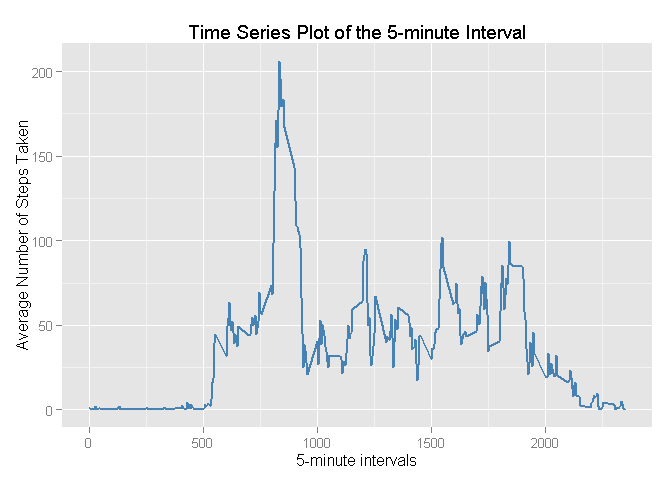 Time Series Plot of the 5-minute Interval
Average Number of Steps Taken
200
150
100
50
0
0 500 1000 1500 2000
5-minute intervals